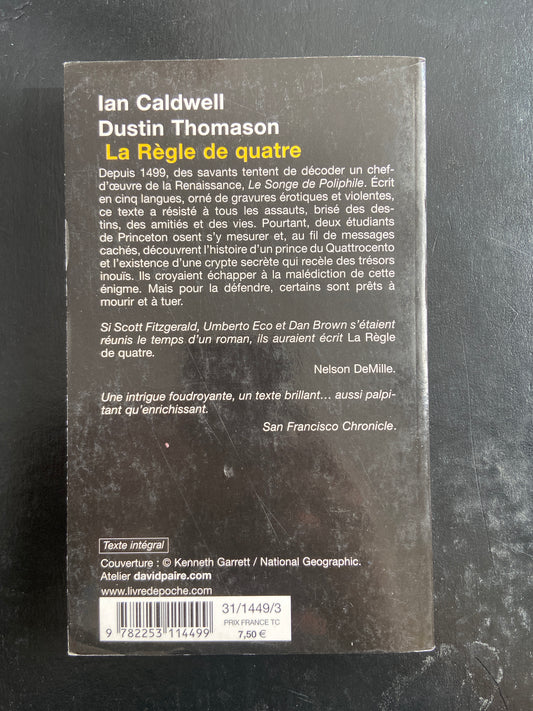 Ian Caldwell
Dustin Thomason
La Règle de quatre
Depuis 1499, des savants tentent de décoder un chef-
d'œuvre de la Renaissance, Le Songe de Poliphile. Écrit
en cinq langues, orné de gravures érotiques et violentes,
ce texte a résisté à tous les assauts, brisé des des-
tins, des amitiés et des vies. Pourtant, deux étudiants
de Princeton osent s'y mesurer et, au fil de messages
cachés, découvrent l'histoire d'un prince du Quattrocento
et l'existence d'une crypte secrète qui recèle des trésors
inouïs. Ils croyaient échapper à la malédiction de cette
énigme. Mais pour la défendre, certains sont prêts à
mourir et à tuer.
Si Scott Fitzgerald, Umberto Eco et Dan Brown s'étaient
réunis le temps d'un roman, ils auraient écrit La Règle
de quatre.
Nelson DeMille.
Une intrigue foudroyante, un texte brillant… aussi palpi-
tant qu'enrichissant.
San Francisco Chronicle.
Texte intégral
Couverture : © Kenneth Garrett / National Geographic.
Atelier davidpaire.com
www.livredepoche.com
31/1449/3
PRIX FRANCE TC
7,50 €
9 782253 114499